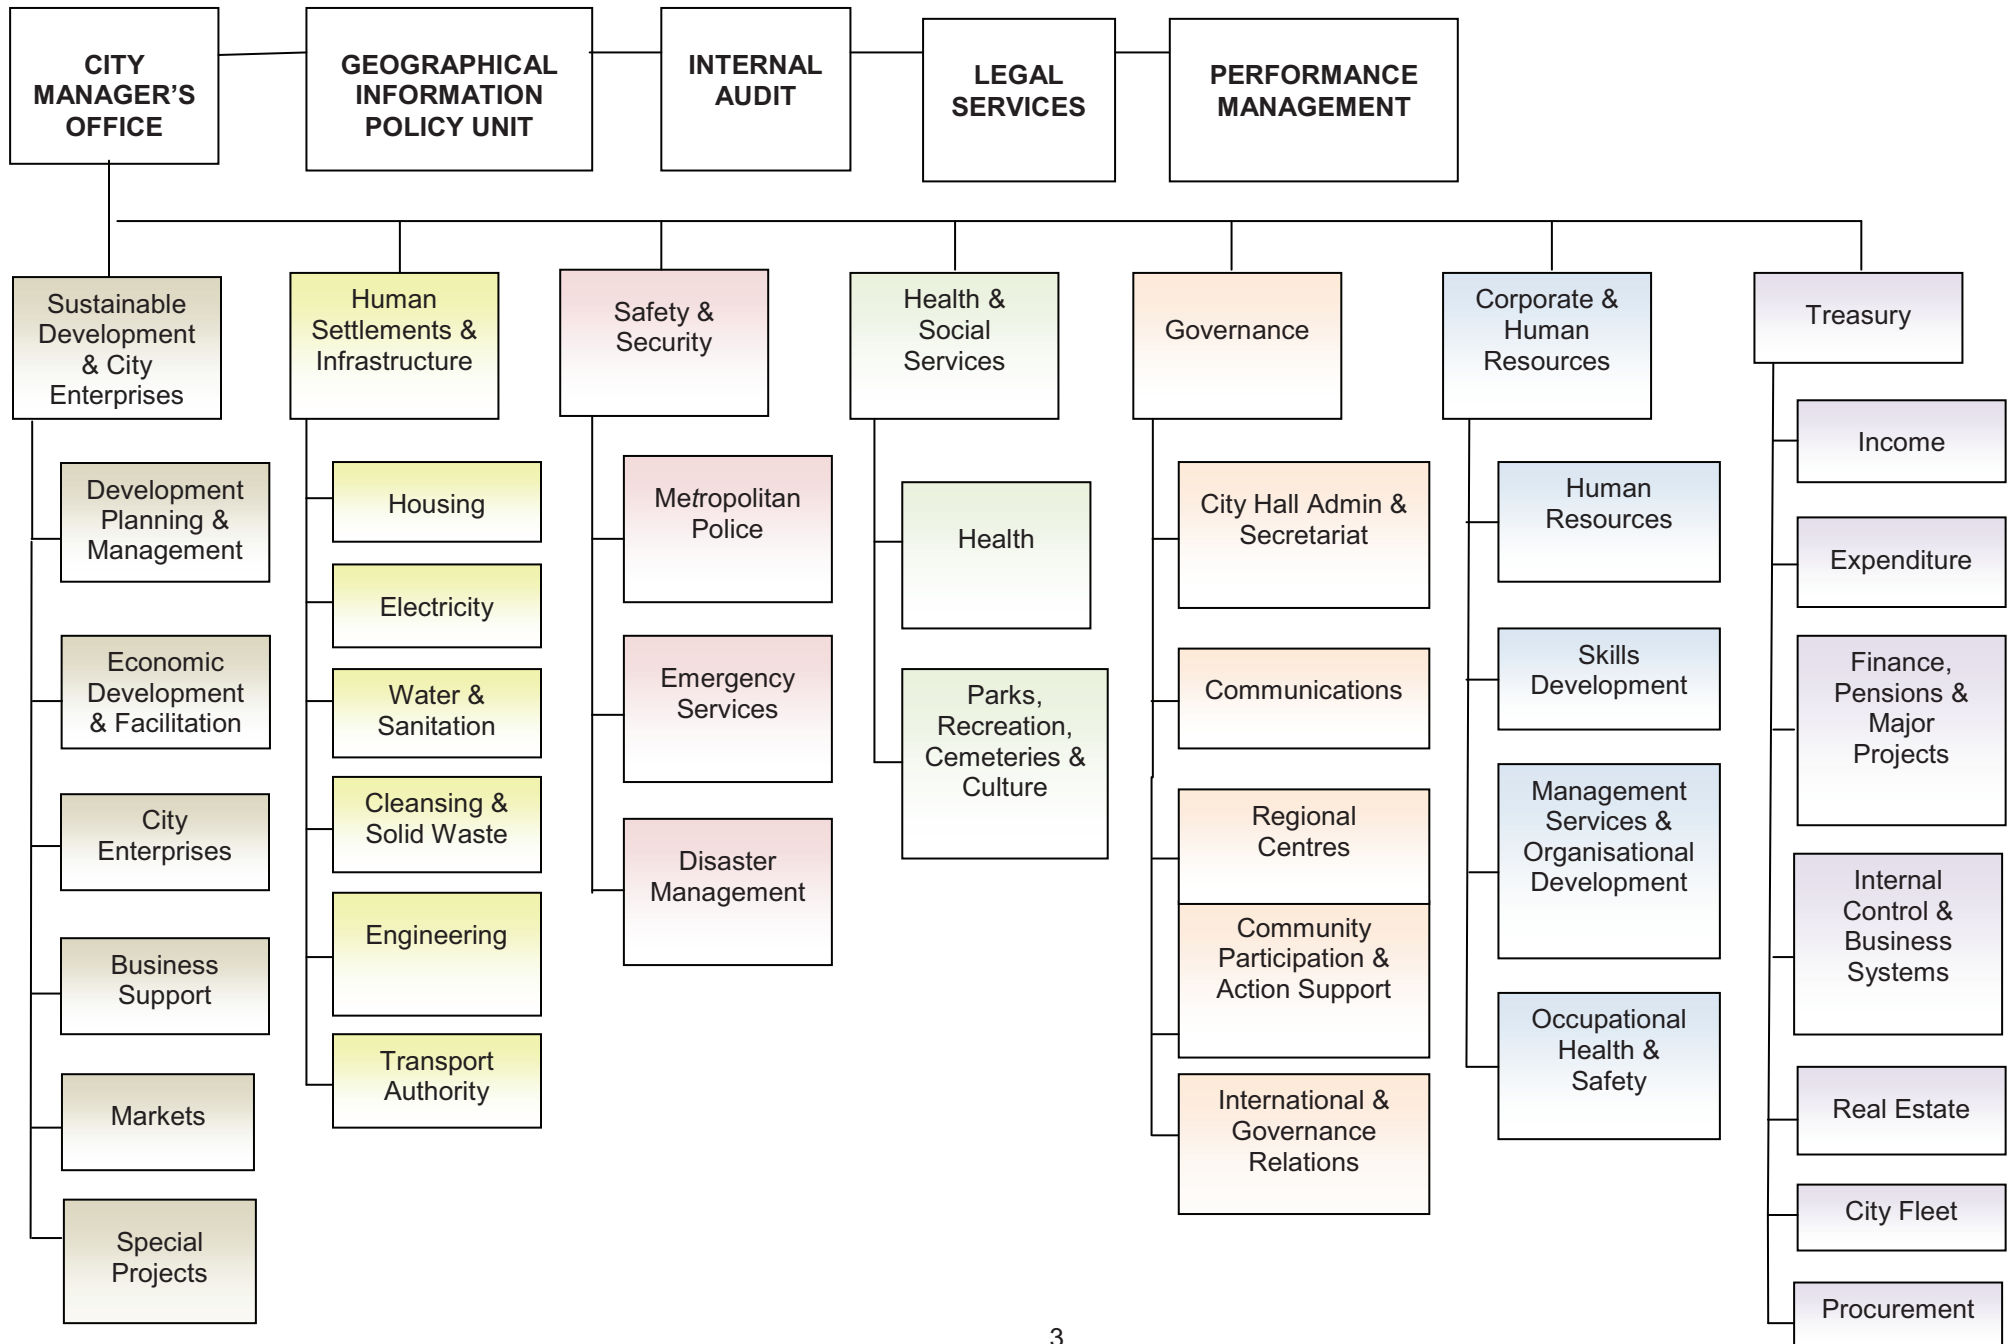 CITY
MANAGER’S
OFFICE
GEOGRAPHICAL
INFORMATION
POLICY UNIT
INTERNAL
AUDIT
LEGAL
SERVICES
PERFORMANCE
MANAGEMENT
Sustainable
Development
& City
Enterprises
Development
Planning &
Management
Economic
Development
& Facilitation
City
Enterprises
Business
Support
Markets
Special
Projects
Human
Settlements &
Infrastructure
Housing
Electricity
Water &
Sanitation
Cleansing &
Solid Waste
Engineering
Transport
Authority
Safety &
Security
Metropolitan
Police
Emergency
Services
Disaster
Management
Health &
Social
Services
Health
Parks,
Recreation,
Cemeteries &
Culture
Governance
City Hall Admin &
Secretariat
Communications
Regional
Centres
Community
Participation &
Action Support
International &
Governance
Relations
Corporate &
Human
Resources
Human
Resources
Skills
Development
Management
Services &
Organisational
Development
Occupational
Health &
Safety
Treasury
Income
Expenditure
Finance,
Pensions &
Major
Projects
Internal
Control &
Business
Systems
Real Estate
City Fleet
Procurement
3